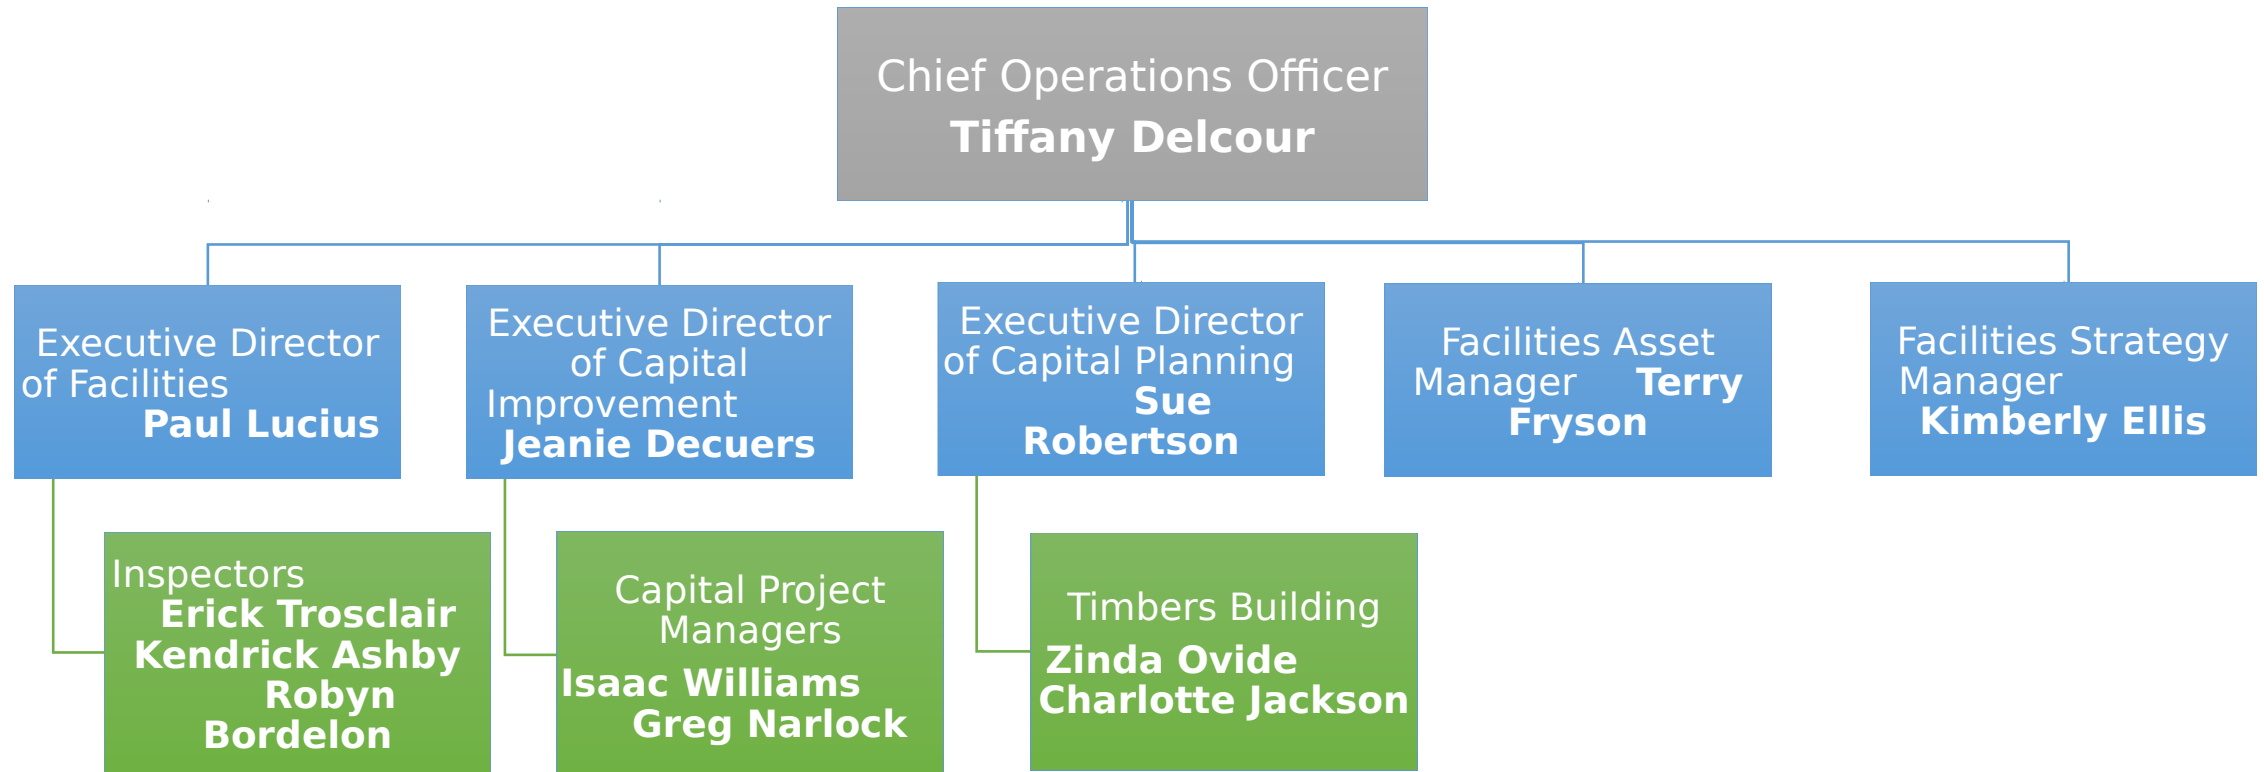 Chief Operations Officer
Tiffany Delcour
Executive Director
of Facilities
Paul Lucius
Executive Director
of Capital
Improvement
Jeanie Decuers
Executive Director
of Capital Planning
Sue
Robertson
Facilities Asset
Manager Terry
Fryson
Facilities Strategy
Manager
Kimberly Ellis
Inspectors
Erick Trosclair
Kendrick Ashby
Robyn
Bordelon
Capital Project
Managers
Isaac Williams
Greg Narlock
Timbers Building
Zinda Ovide
Charlotte Jackson